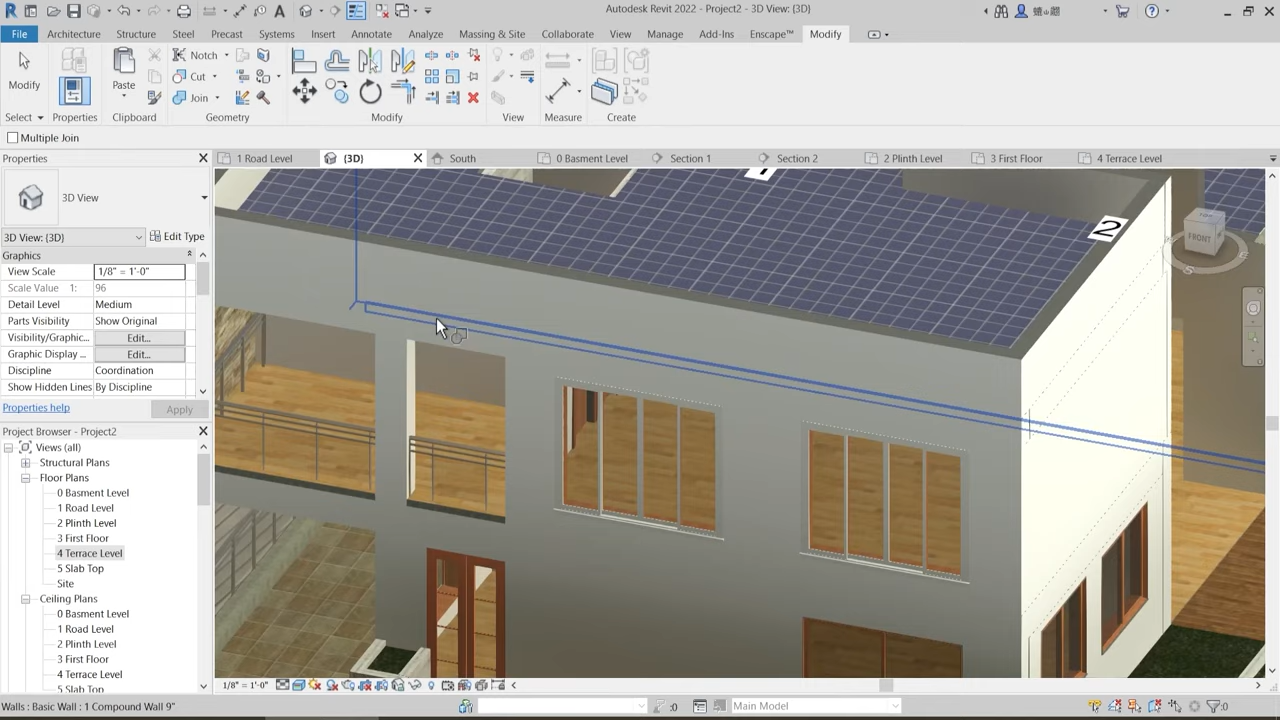 Autodesk Revit 2022 - Project2 - 3D View: {3D}
File Architecture Structure Steel Precast Systems Insert Annotate Analyze Massing & Site Collaborate View Manage Add-Ins Enscape™ Modify
Modify
Paste
Notch
Cut
Join
Select Properties Clipboard Geometry Modify View Measure Create
Multiple Join
Properties
1 Road Level
(3D)
South
0 Basment Level
Section 1
Section 2
2 Plinth Level
3 First Floor
4 Terrace Level
3D View
3D View: {3D}
Edit Type
Graphics
View Scale 1/8" = 1'-0"
Scale Value 1: 96
Detail Level Medium
Parts Visibility Show Original
Visibility/Graphic... Edit...
Graphic Display ... Edit...
Discipline Coordination
Show Hidden Lines By Discipline
Properties help
Apply
Project Browser - Project2
Views (all)
Structural Plans
Floor Plans
0 Basment Level
1 Road Level
2 Plinth Level
3 First Floor
4 Terrace Level
5 Slab Top
Site
Ceiling Plans
0 Basment Level
1 Road Level
2 Plinth Level
3 First Floor
4 Terrace Level
5 Slab Top
1
2
TOP
FRONT
S
1/8" = 1'-0"
Walls : Basic Wall : 1 Compound Wall 9"
:0
Main Model
:0